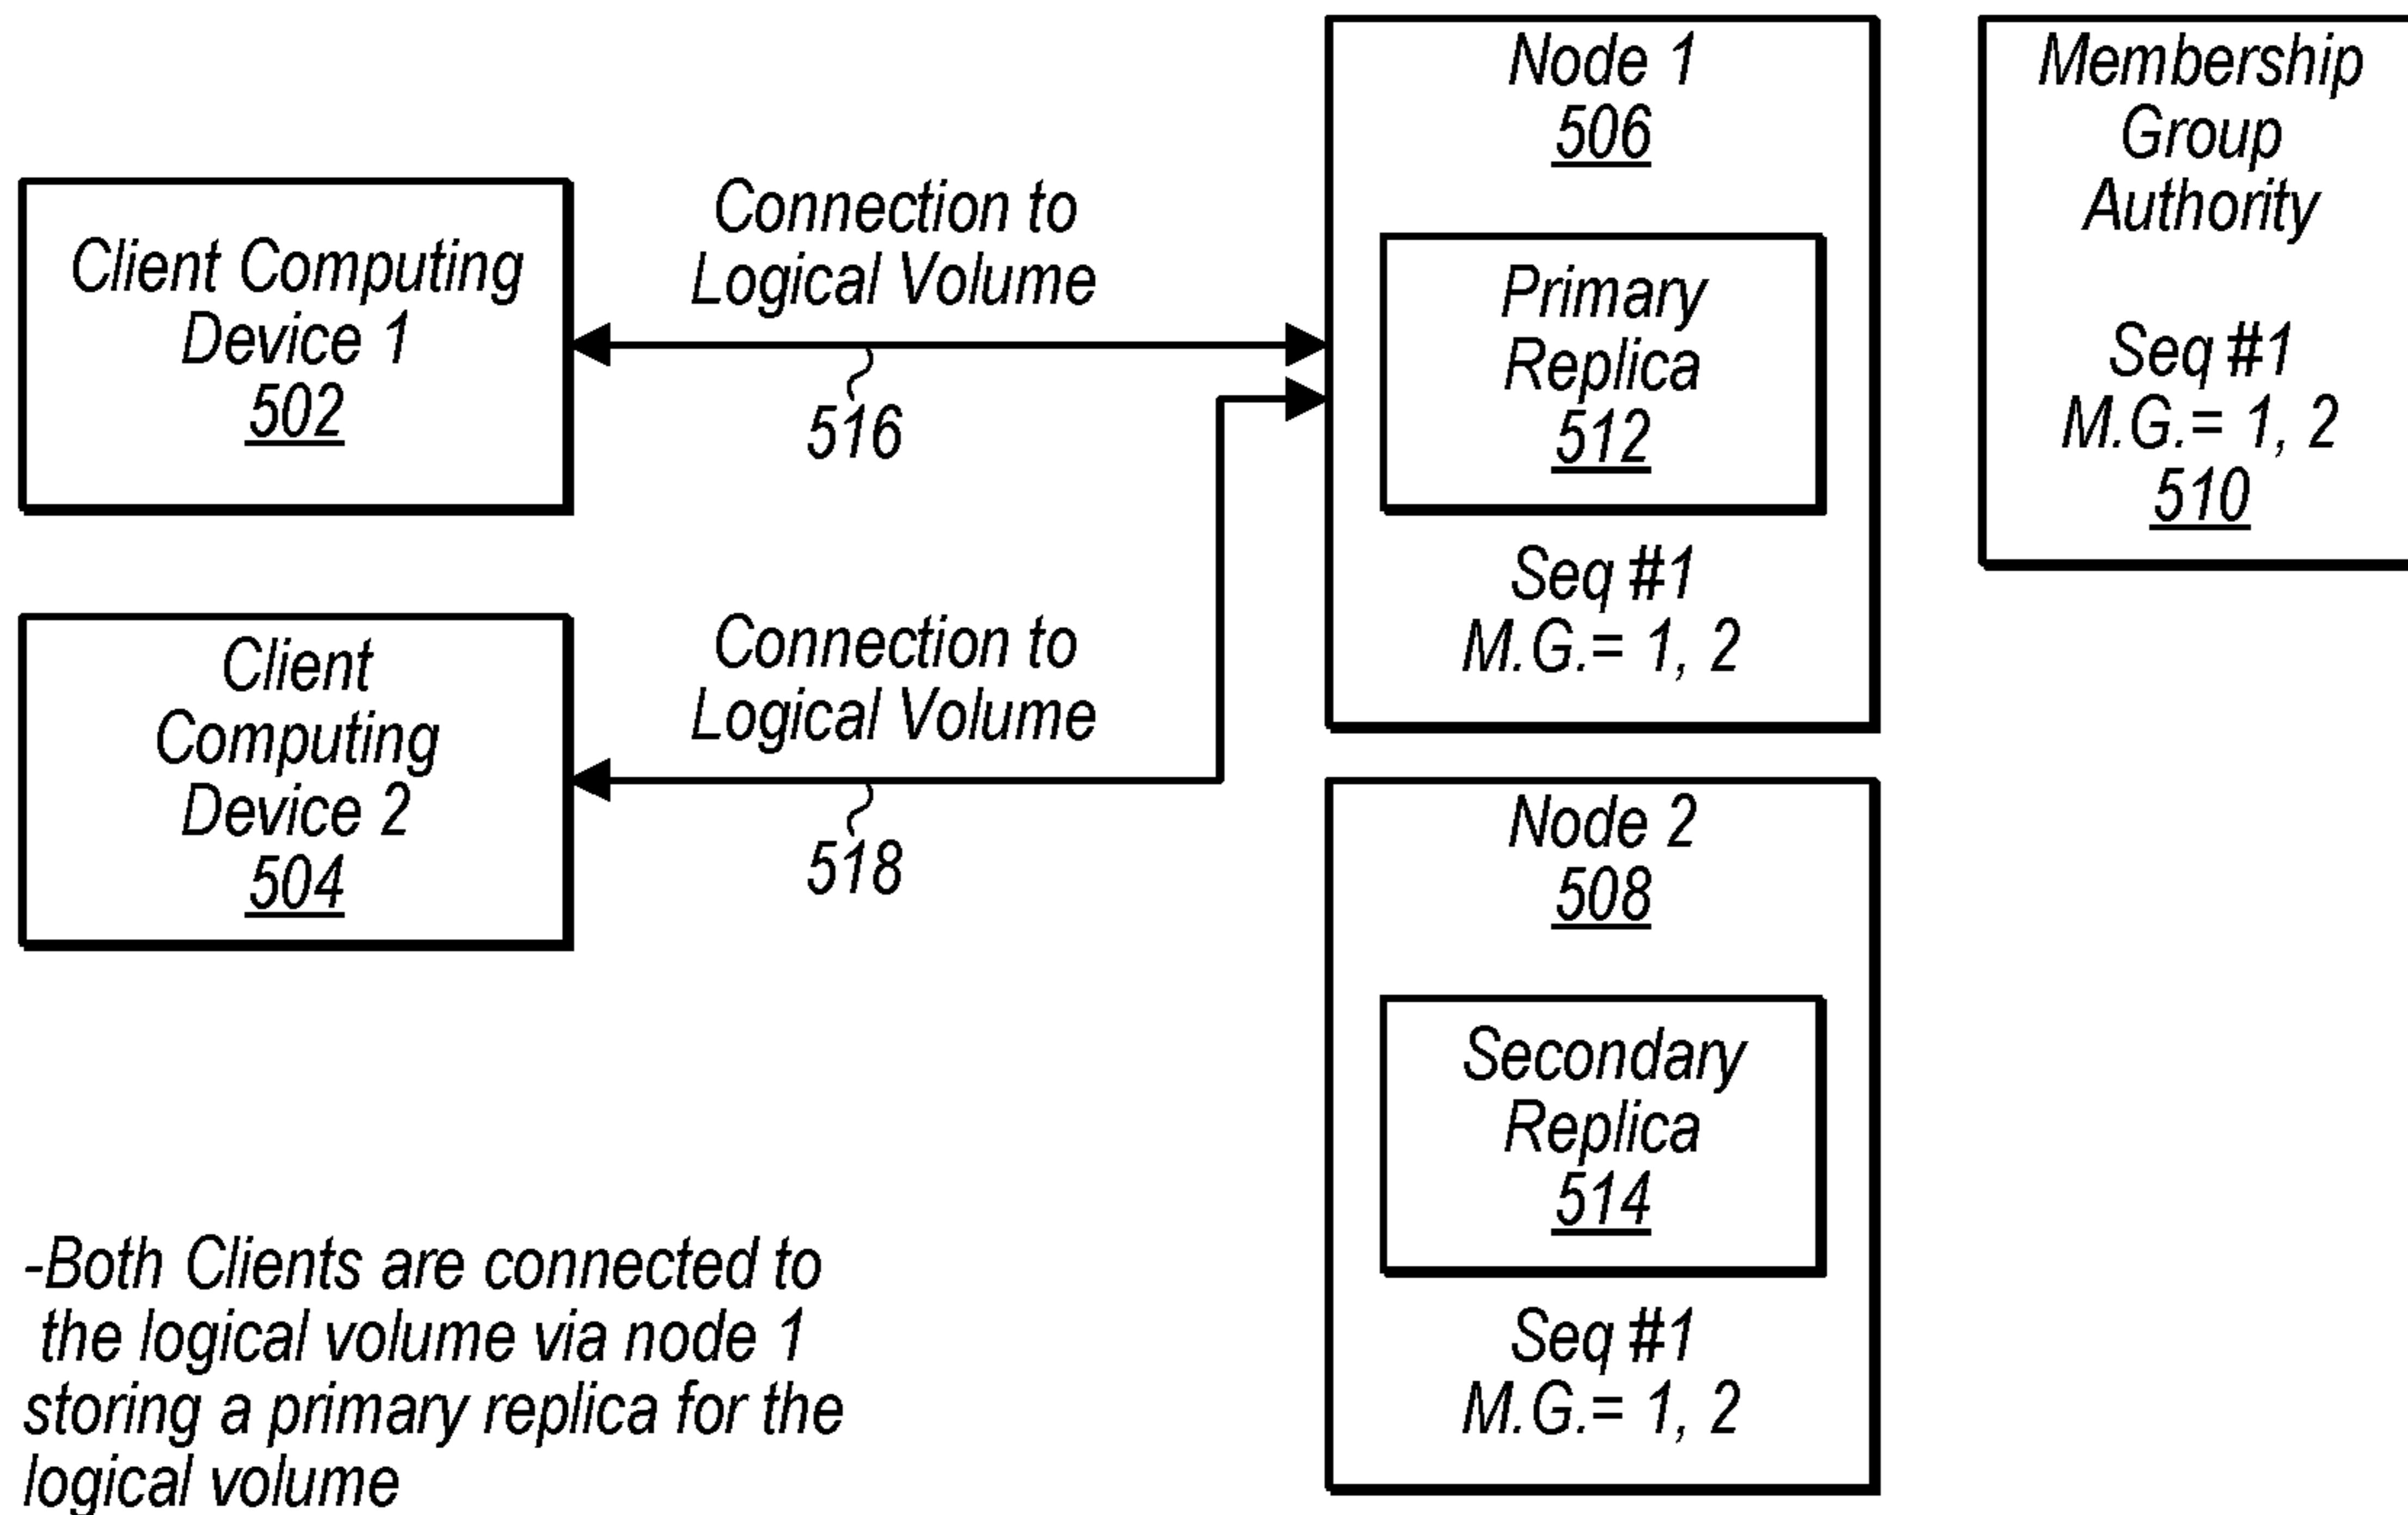 Client Computing
Device 1
502
Connection to
Logical Volume
516
Client
Computing
Device 2
504
Connection to
Logical Volume
518
Node 1
506
Primary
Replica
512
Seq #1
M.G.= 1, 2
Node 2
508
Secondary
Replica
514
Seq #1
M.G.= 1, 2
Membership
Group
Authority
Seq #1
M.G.= 1, 2
510
-Both Clients are connected to
the logical volume via node 1
storing a primary replica for the
logical volume